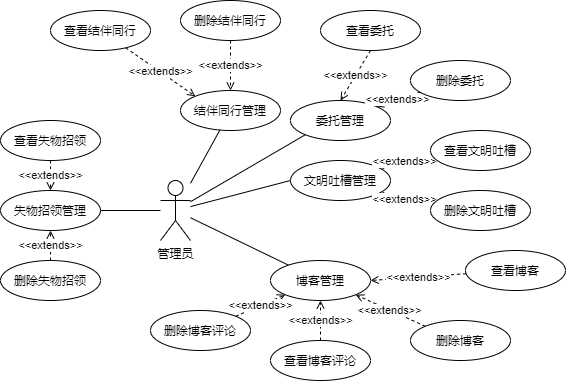 删除结伴同行
查看结伴同行
查看委托
<<extends>>
<<extends>>
<<extends>>
删除委托
<<extends>>
结伴同行管理
委托管理
查看失物招领
查看文明吐槽
<<extends>>
<<extends>>
文明吐槽管理
<<extends>>
失物招领管理
删除文明吐槽
<<extends>>
管理员
删除失物招领
博客管理
<<extends>>
查看博客
<<extends>>
<<extends>>
<<extends>>
删除博客评论
删除博客
查看博客评论